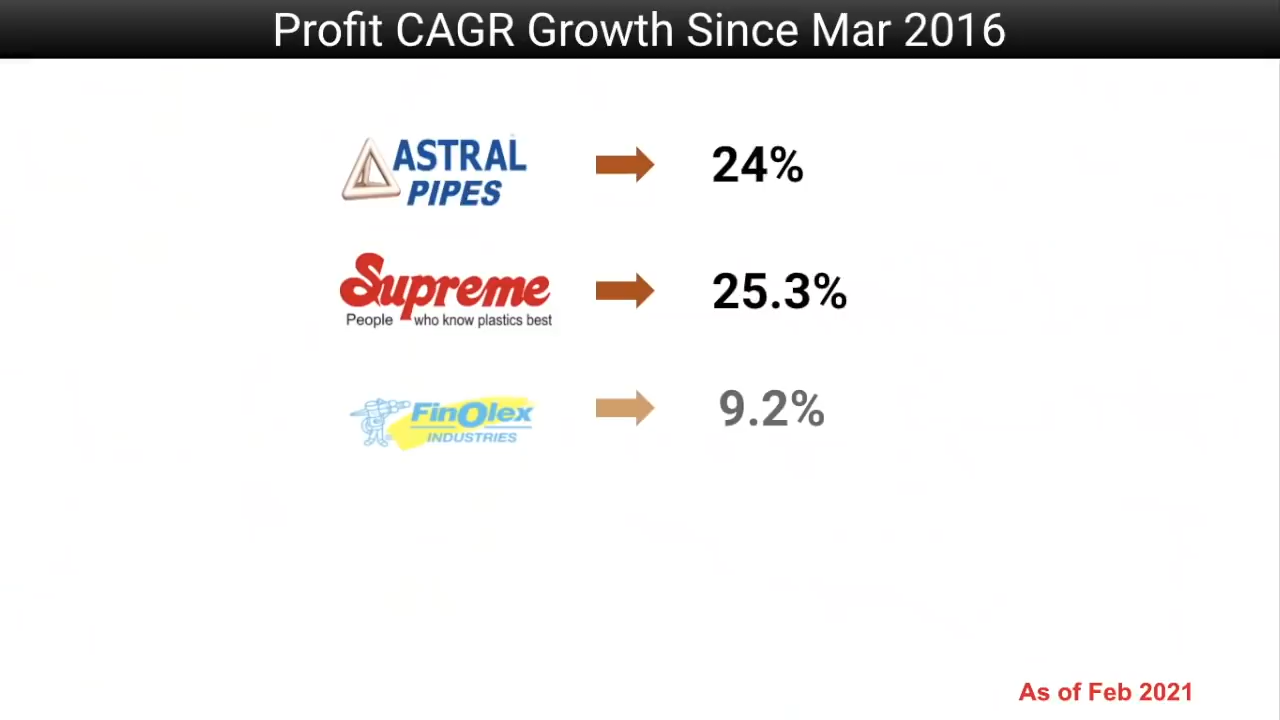 Profit CAGR Growth Since Mar 2016
ASTRAL
PIPES
24%
Supreme
People who know plastics best
25.3%
FinOlex
INDUSTRIES
9.2%
As of Feb 2021